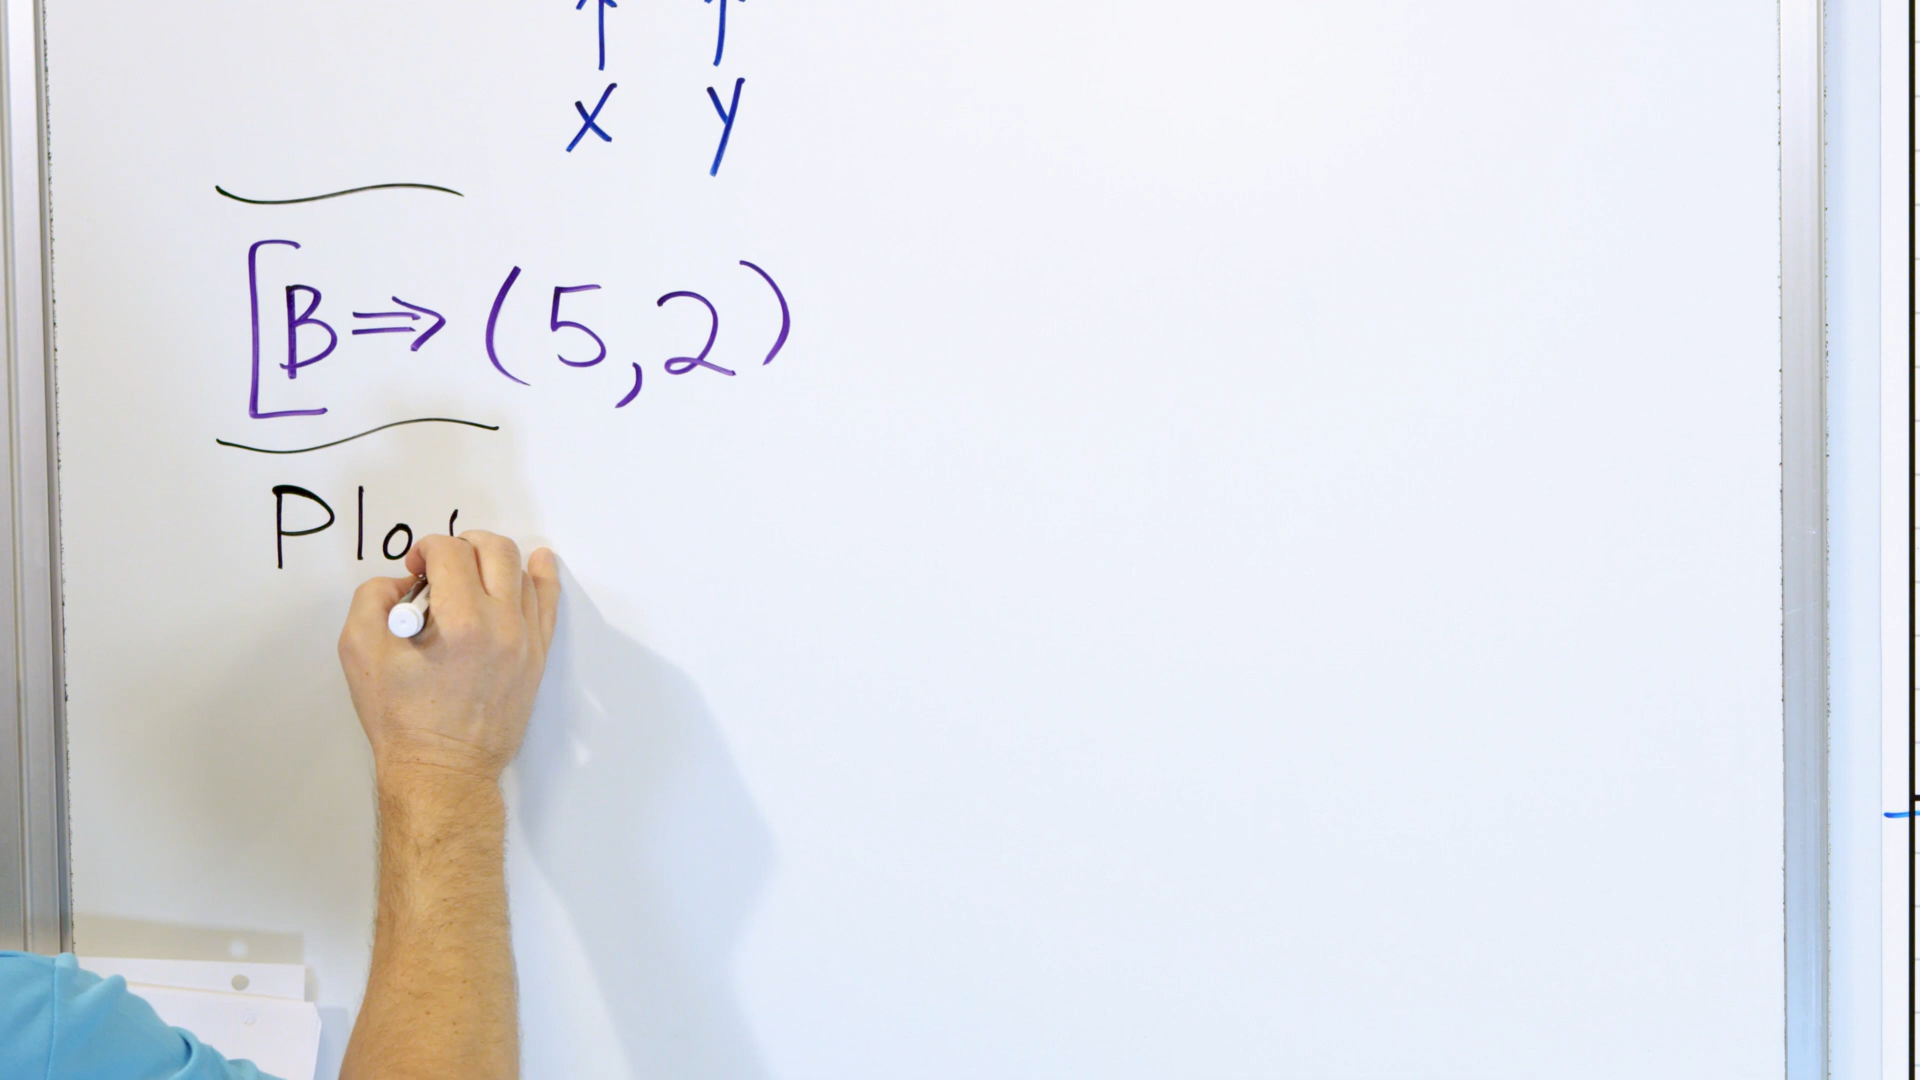 ↑ ↑
x y
[B⇒(5,2)
Plo